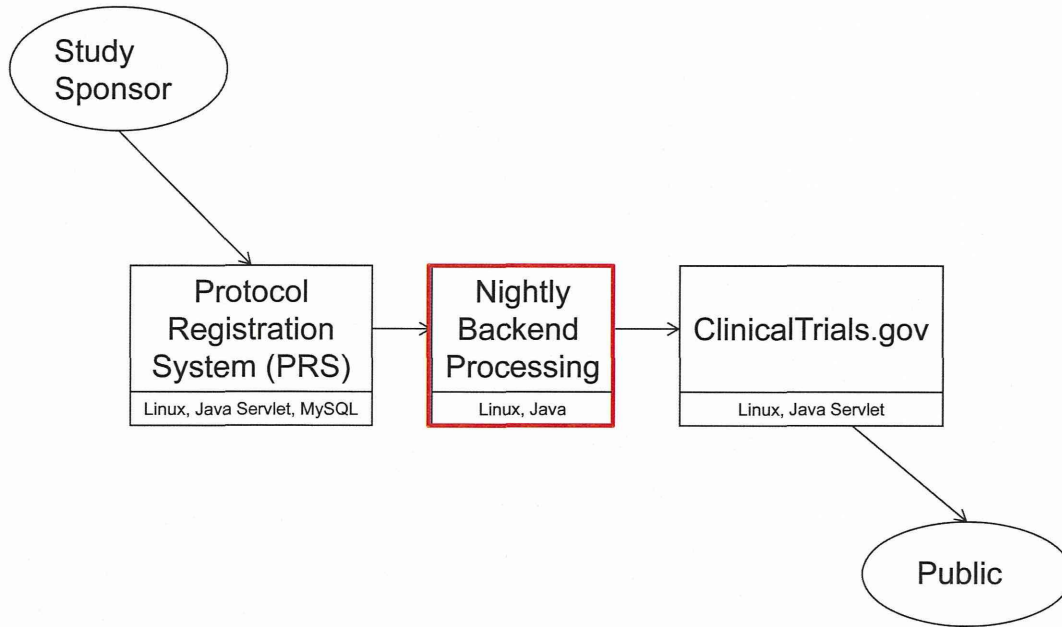 Study
Sponsor
Protocol
Registration
System (PRS)
Linux, Java Servlet, MySQL
Nightly
Backend
Processing
Linux, Java
ClinicalTrials.gov
Linux, Java Servlet
Public